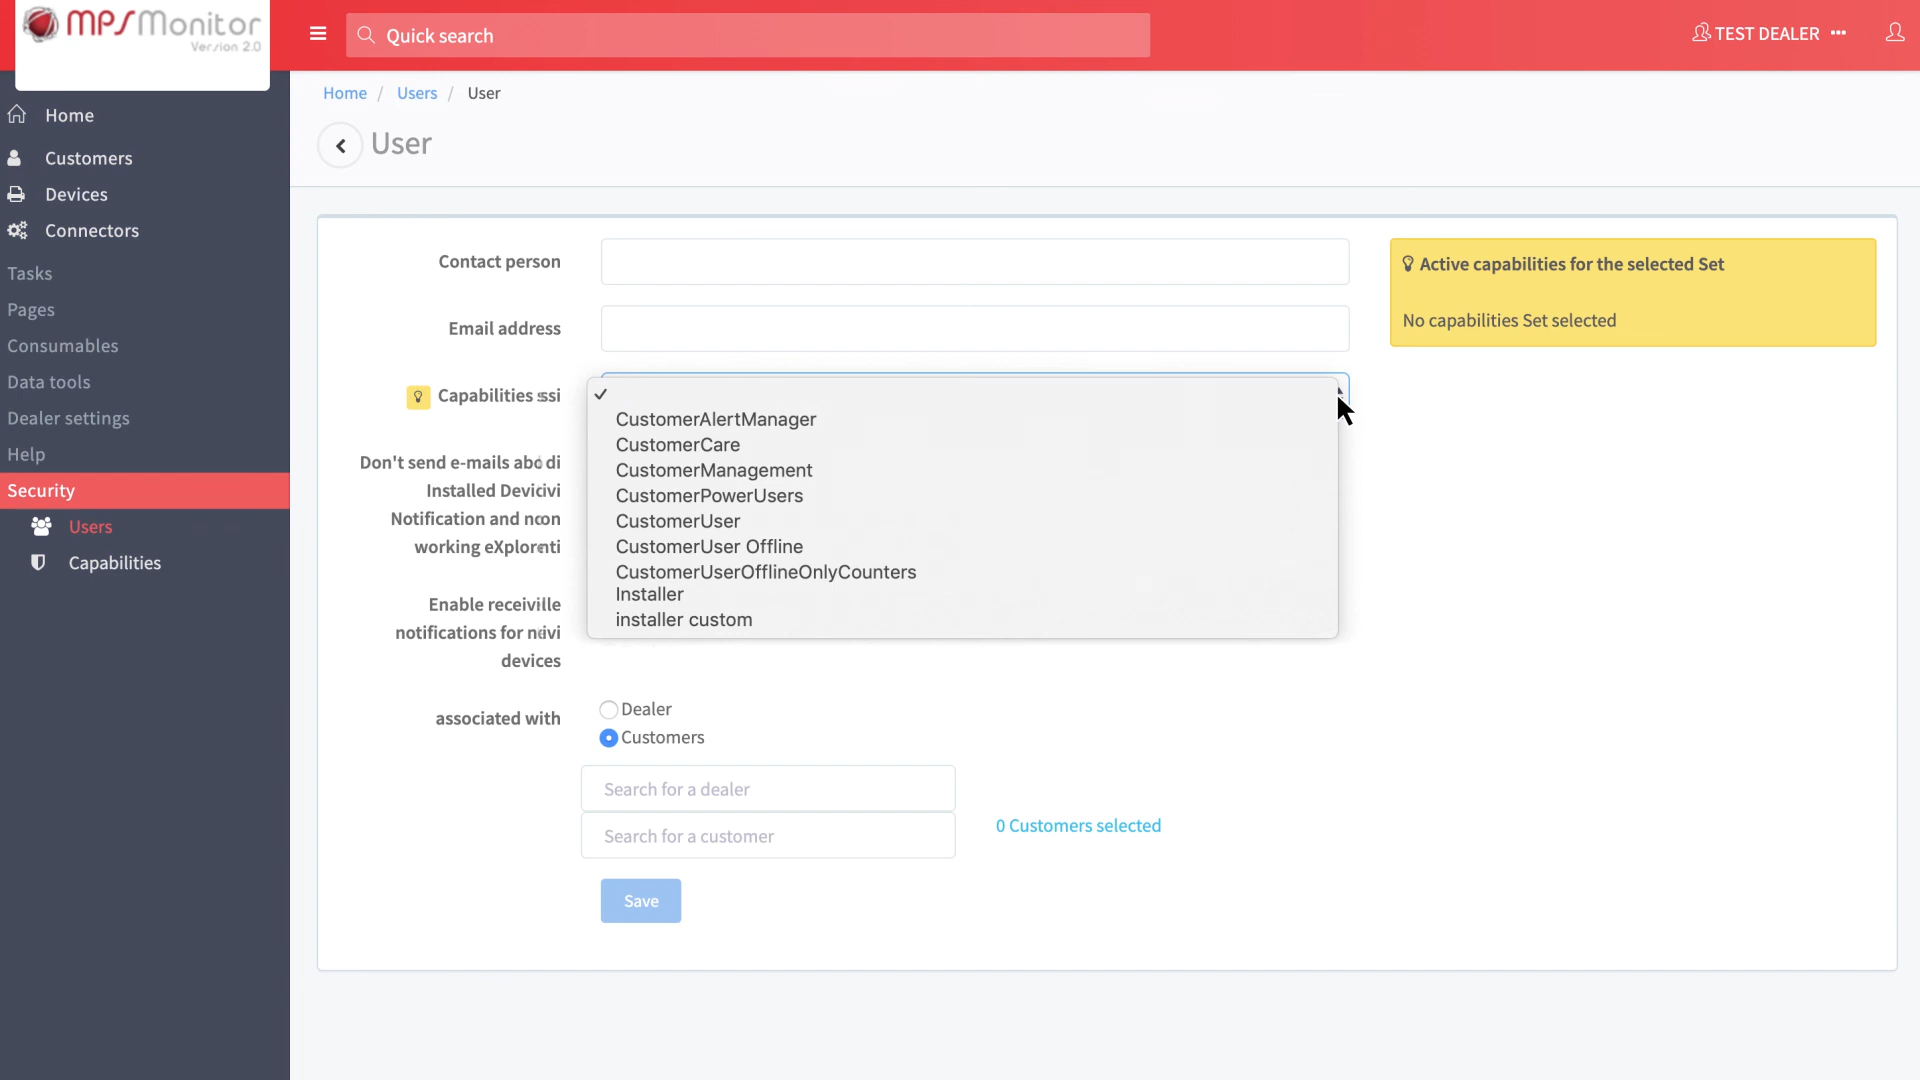 MPS Monitor
Version 2.0
Quick search
TEST DEALER
Home
Customers
Devices
Connectors
Tasks
Pages
Consumables
Data tools
Dealer settings
Help
Security
Users
Capabilities
Home / Users / User
User
Contact person
Email address
Capabilities
Don't send e-mails
Installed
Notification and
working
Enable
notifications for
devices
CustomerAlertManager
CustomerCare
CustomerManagement
CustomerPowerUsers
CustomerUser
CustomerUser Offline
CustomerUserOfflineOnlyCounters
Installer
installer custom
associated with
Dealer
Customers
Search for a dealer
Search for a customer
0 Customers selected
Save
Active capabilities for the selected Set
No capabilities Set selected